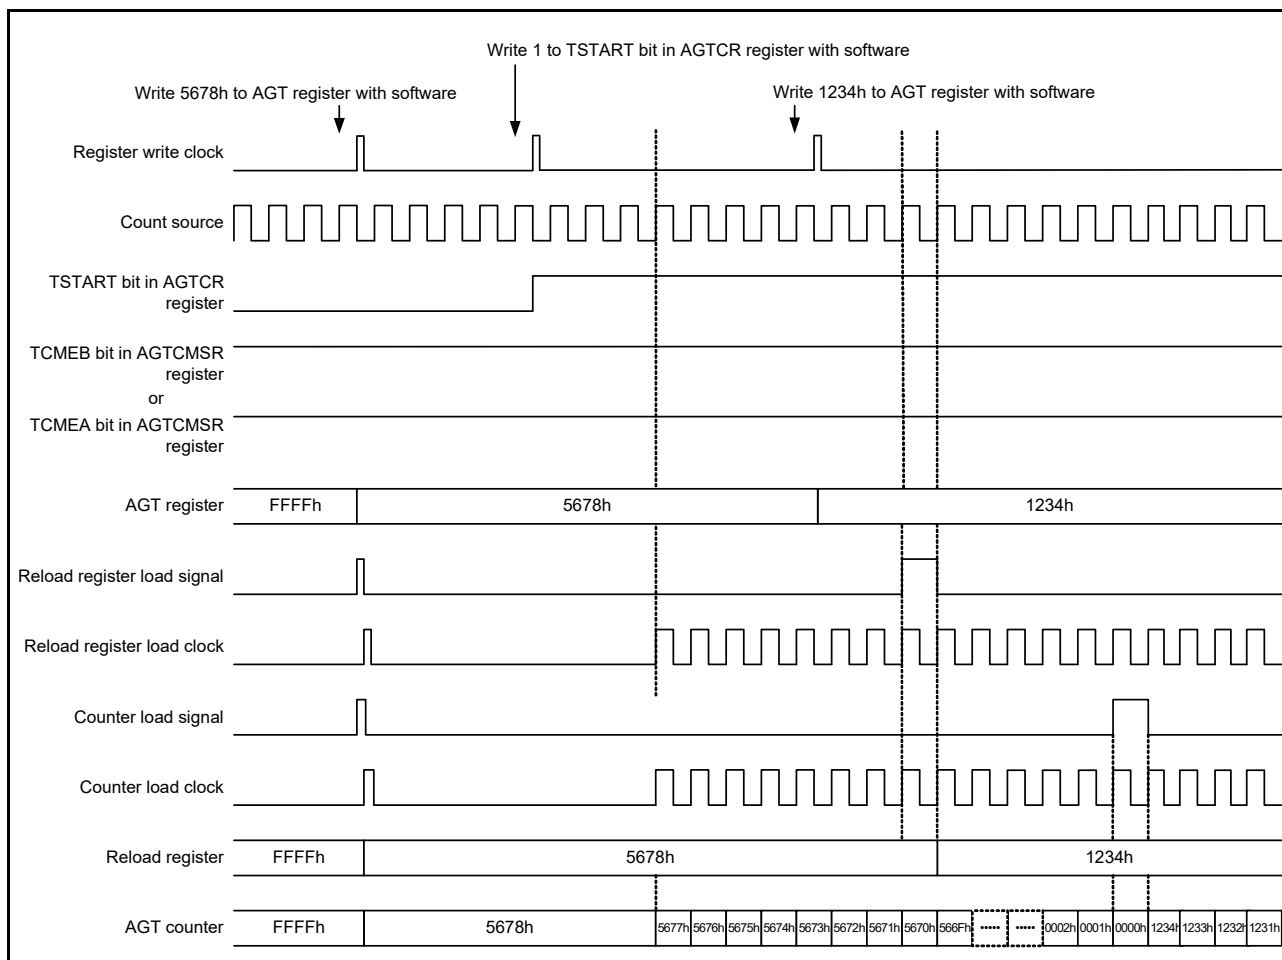 Write 1 to TSTART bit in AGTCR register with software
Write 5678h to AGT register with software
Write 1234h to AGT register with software
Register write clock
Count source
TSTART bit in AGTCR
register
TCMEB bit in AGTCMSR
register
or
TCMEA bit in AGTCMSR
register
AGT register FFFFh 5678h 1234h
Reload register load signal
Reload register load clock
Counter load signal
Counter load clock
Reload register FFFFh 5678h 1234h
AGT counter FFFFh 5678h 5677h 5676h 5675h 5674h 5673h 5672h 5671h 5670h 566Fh ••••• ••••• 0002h 0001h 0000h 1234h 1233h 1232h 1231h